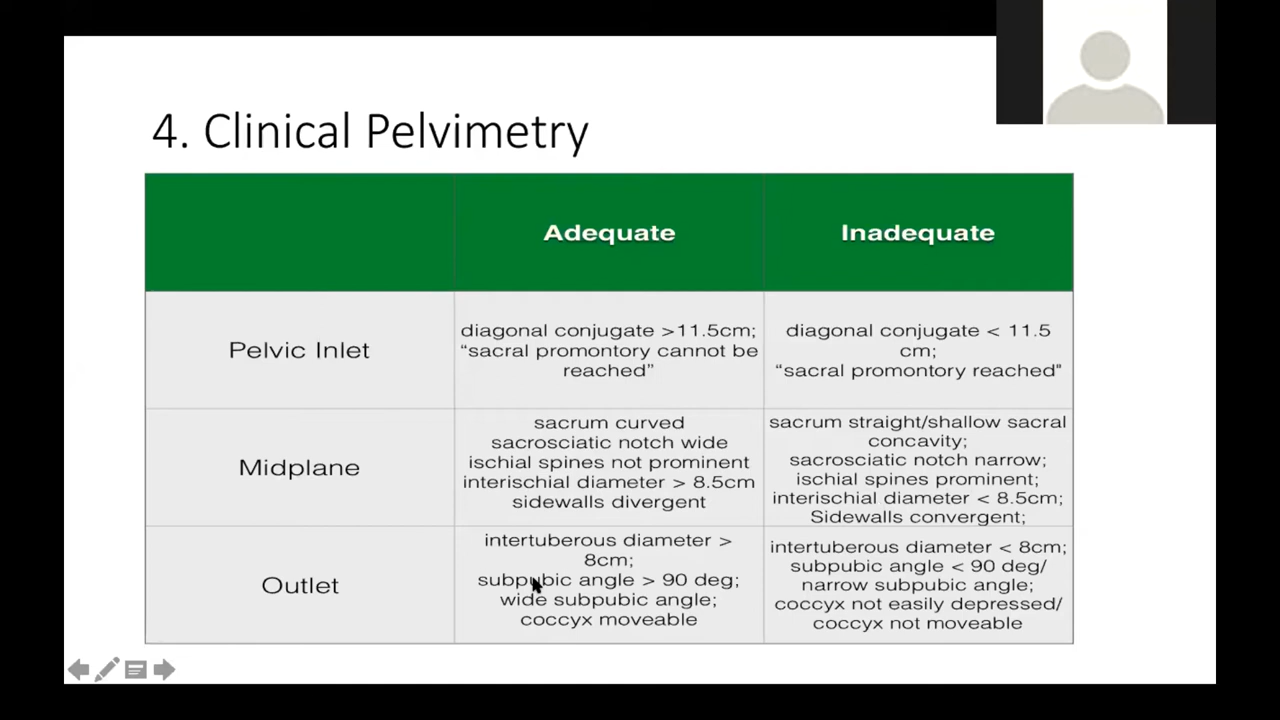 4. Clinical Pelvimetry
Adequate
Inadequate
Pelvic Inlet
diagonal conjugate >11.5cm;
“sacral promontory cannot be
reached”
diagonal conjugate < 11.5
cm;
“sacral promontory reached”
Midplane
sacrum curved
sacrosciatic notch wide
ischial spines not prominent
interischial diameter > 8.5cm
sidewalls divergent
sacrum straight/shallow sacral
concavity;
sacrosciatic notch narrow;
ischial spines prominent;
interischial diameter < 8.5cm;
Sidewalls convergent;
Outlet
intertuberous diameter >
8cm;
subpubic angle > 90 deg;
wide subpubic angle;
coccyx moveable
intertuberous diameter < 8cm;
subpubic angle < 90 deg/
narrow subpubic angle;
coccyx not easily depressed/
coccyx not moveable